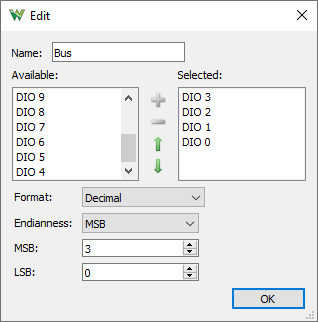 Edit
Name: Bus
Available: Selected:
DIO 9
DIO 8
DIO 7
DIO 6
DIO 5
DIO 4
DIO 3
DIO 2
DIO 1
DIO 0
Format: Decimal
Endianness: MSB
MSB: 3
LSB: 0
OK